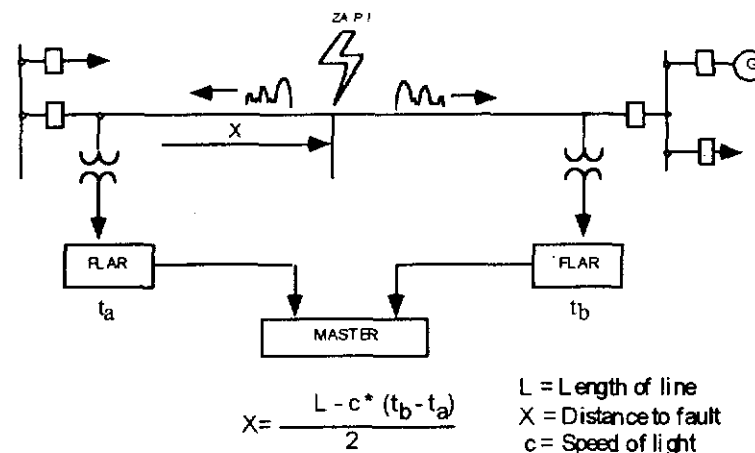 ZAP!
G
X
FLAR
FLAR
ta
tb
MASTER
X= L - c* (tb - ta) / 2
L = Length of line
X = Distance to fault
c = Speed of light